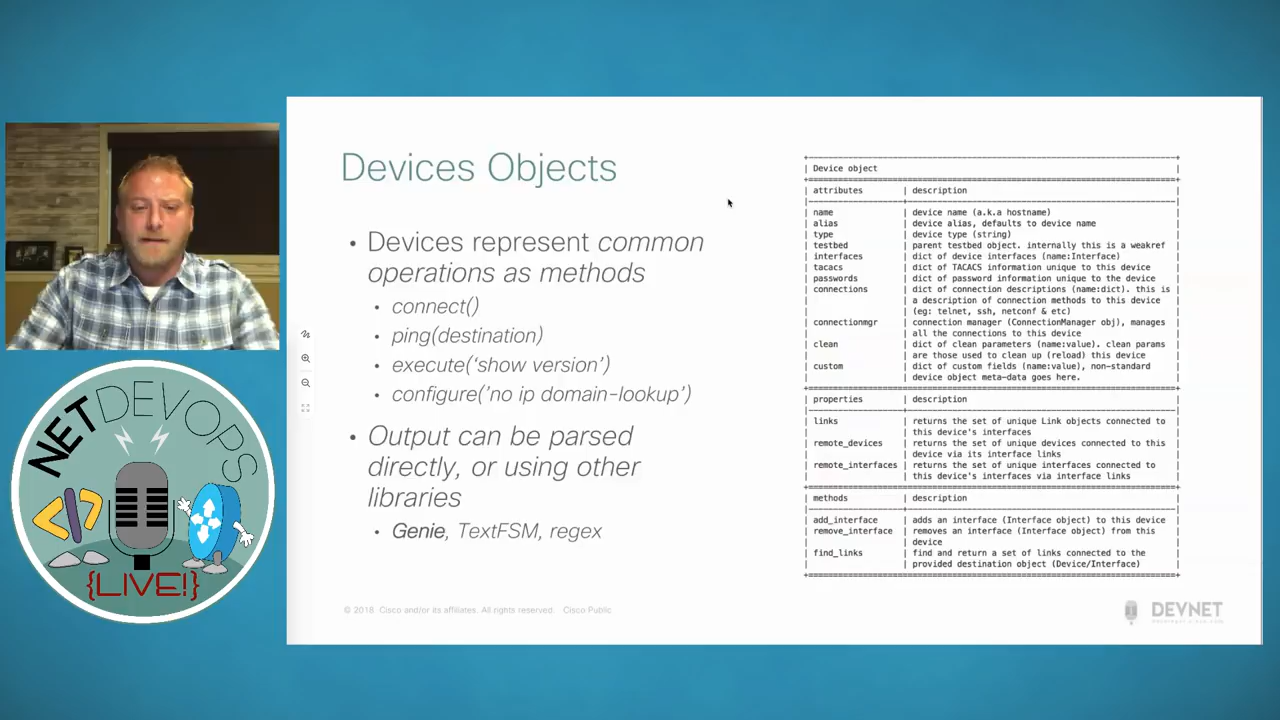 Devices Objects
• Devices represent common
operations as methods
• connect()
• ping(destination)
• execute(‘show version’)
• configure(‘no ip domain-lookup’)
• Output can be parsed
directly, or using other
libraries
• Genie, TextFSM, regex
© 2018 Cisco and/or its affiliates. All rights reserved. Cisco Public
| Device object |
| attributes | description |
| name | device name (a.k.a hostname) |
| alias | device alias, defaults to device name |
| type | device type (string) |
| testbed | parent testbed object. internally this is a weakref |
| interfaces | dict of device interfaces (name:Interface) |
| tacacs | dict of TACACS information unique to this device |
| passwords | dict of password information unique to the device |
| connections | dict of connection descriptions (name:dict). this is |
| | a description of connection methods to this device |
| | (eg: telnet, ssh, netconf & etc) |
| connectionmgr | connection manager (ConnectionManager obj), manages |
| | all the connections to this device |
| clean | dict of clean parameters (name:value). clean params |
| | are those used to clean up (reload) this device |
| custom | dict of custom fields (name:value), non-standard |
| | device object meta-data goes here. |
| properties | description |
| links | returns the set of unique Link objects connected to |
| | this device's interfaces |
| remote_devices | returns the set of unique devices connected to this |
| | device via its interface links |
| remote_interfaces | returns the set of unique interfaces connected to |
| | this device's interfaces via interface links |
| methods | description |
| add_interface | adds an interface (Interface object) to this device |
| remove_interface | removes an interface (Interface object) from this |
| | device |
| find_links | find and return a set of links connected to the |
| | provided destination object (Device/Interface) |
DEVNET
NETDEVOPS
</>
{LIVE!}